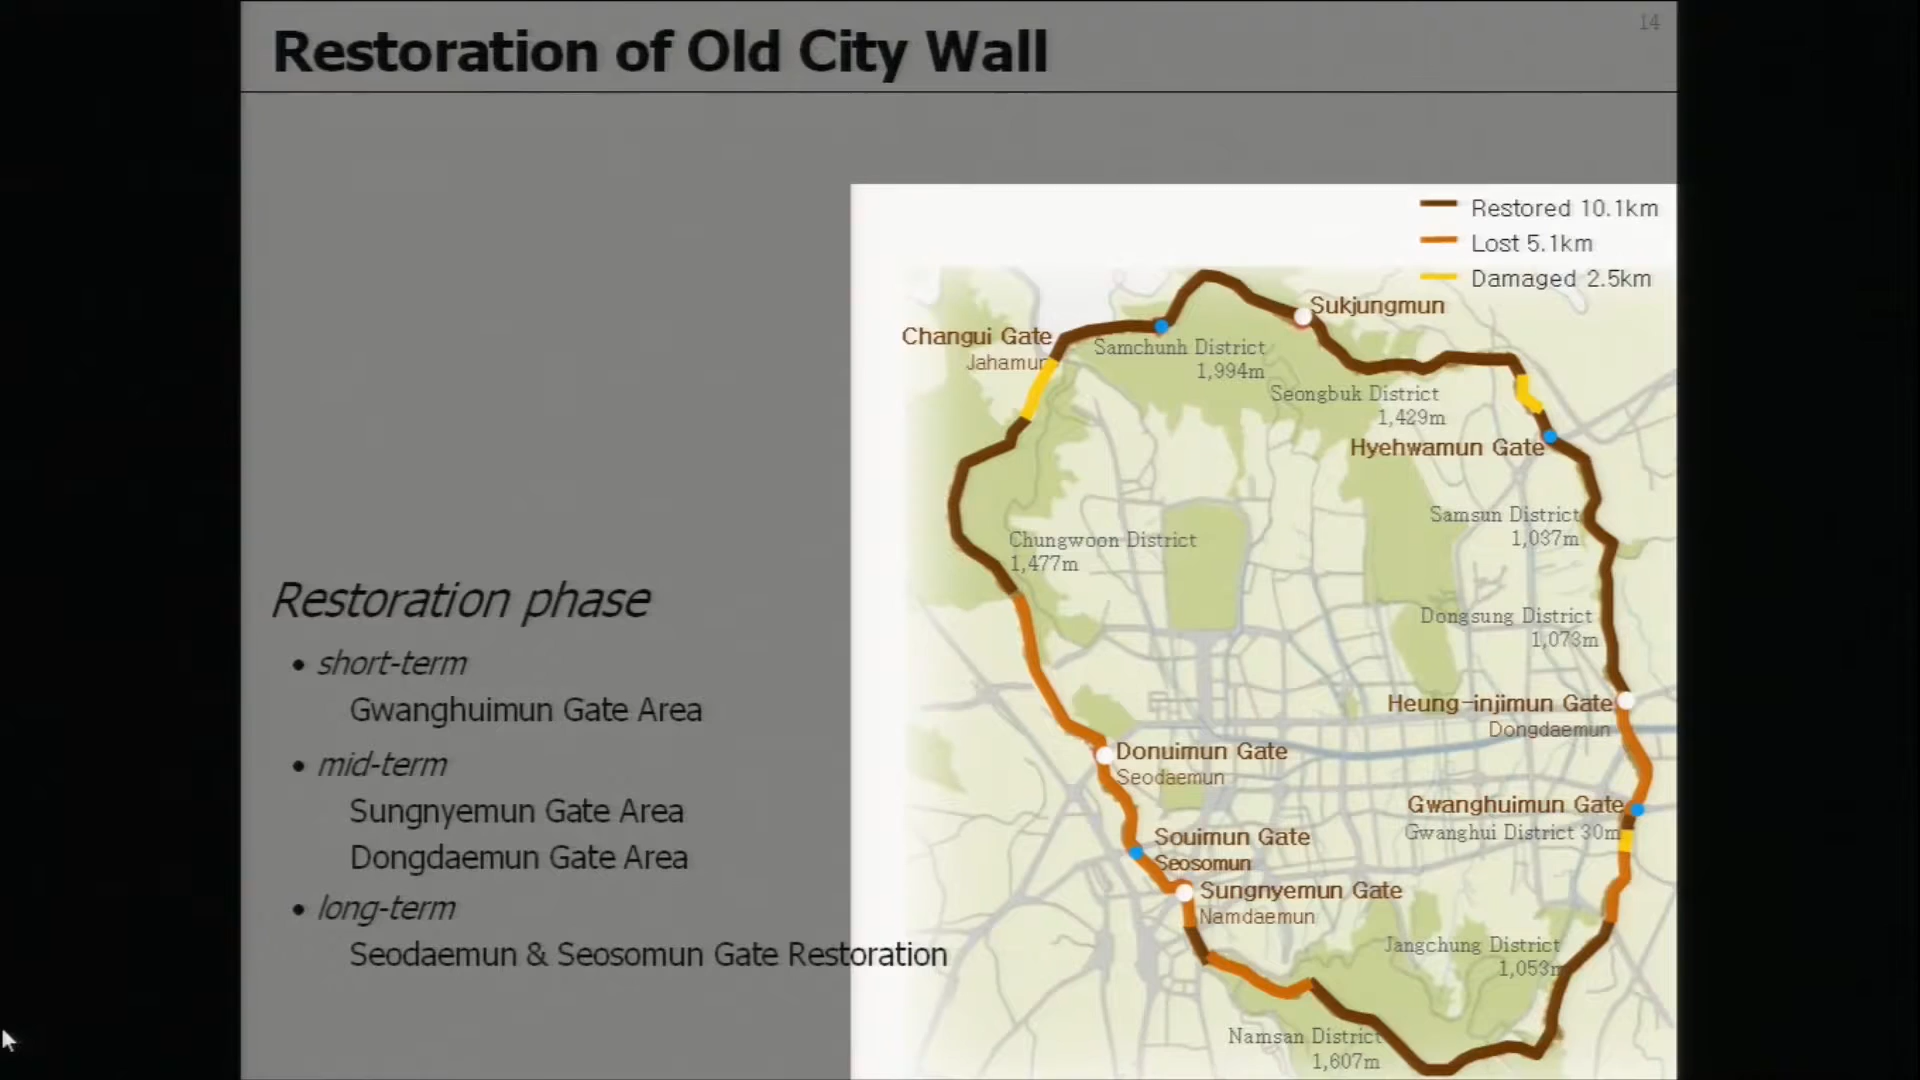 14
Restoration of Old City Wall
Restored 10.1km
Lost 5.1km
Damaged 2.5km
Sukjungmun
Changui Gate
Jahamun
Samchunh District
1,994m
Seongbuk District
1,429m
Hyehwamun Gate
Samsun District
1,037m
Chungwoon District
1,477m
Dongsung District
1,073m
Heung-injimun Gate
Dongdaemun
Donuimun Gate
Seodaemun
Gwanghuimun Gate
Gwanghui District 30m
Souimun Gate
Seosomun
Sungnyemun Gate
Namdaemun
Jangchung District
1,053m
Namsan District
1,607m
Restoration phase
• short-term
Gwanghuimun Gate Area
• mid-term
Sungnyemun Gate Area
Dongdaemun Gate Area
• long-term
Seodaemun & Seosomun Gate Restoration